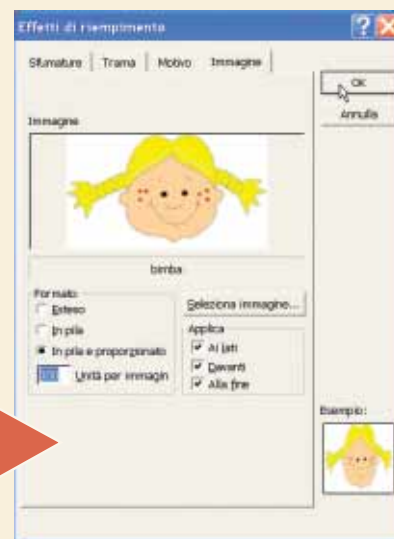 Effetti di riempimento
Sfumature Trama Motivo Immagine
OK
Annulla
Immagine
bimba
Formato
Esteso
In pila
In pila e proporzionato
Unità per immagin
Seleziona immagine...
Applica
Ai lati
Davanti
Alla fine
Esempio: